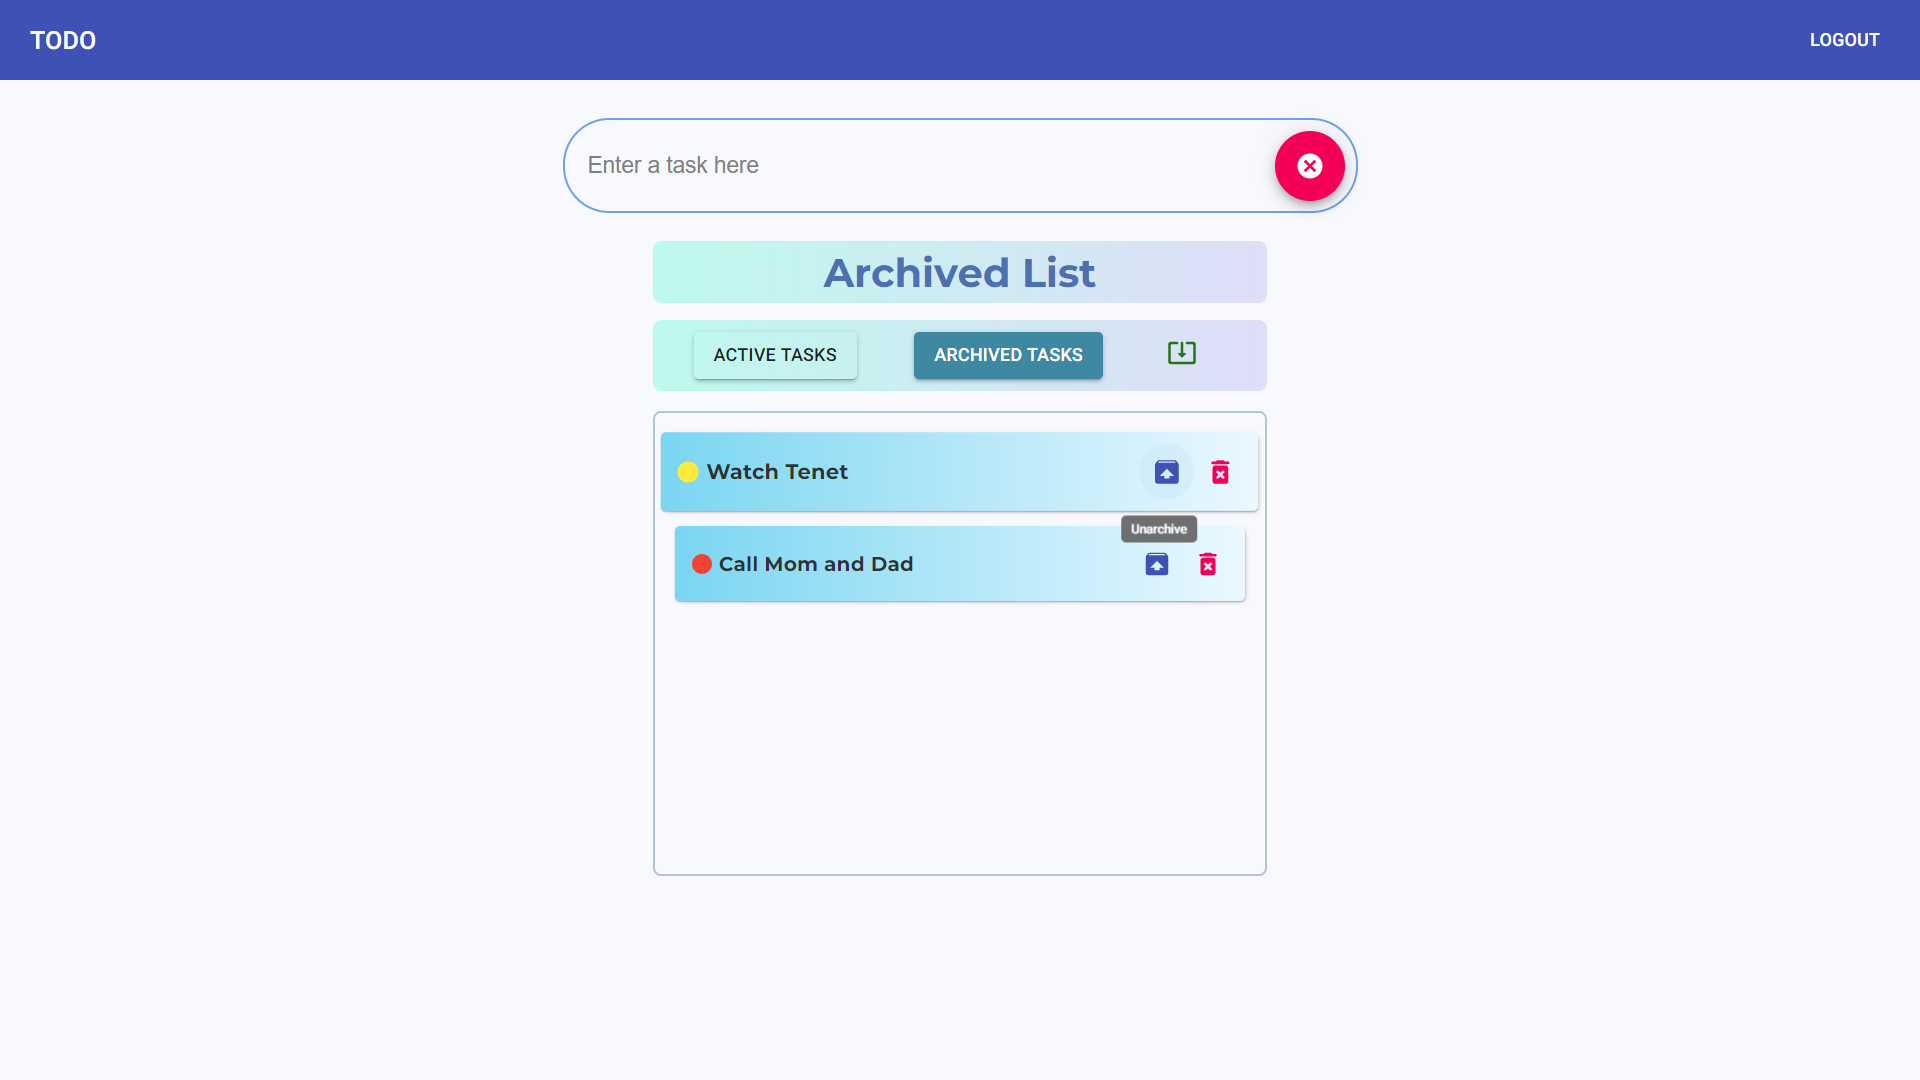 TODO
LOGOUT
Enter a task here
Archived List
ACTIVE TASKS
ARCHIVED TASKS
Watch Tenet
Unarchive
Call Mom and Dad